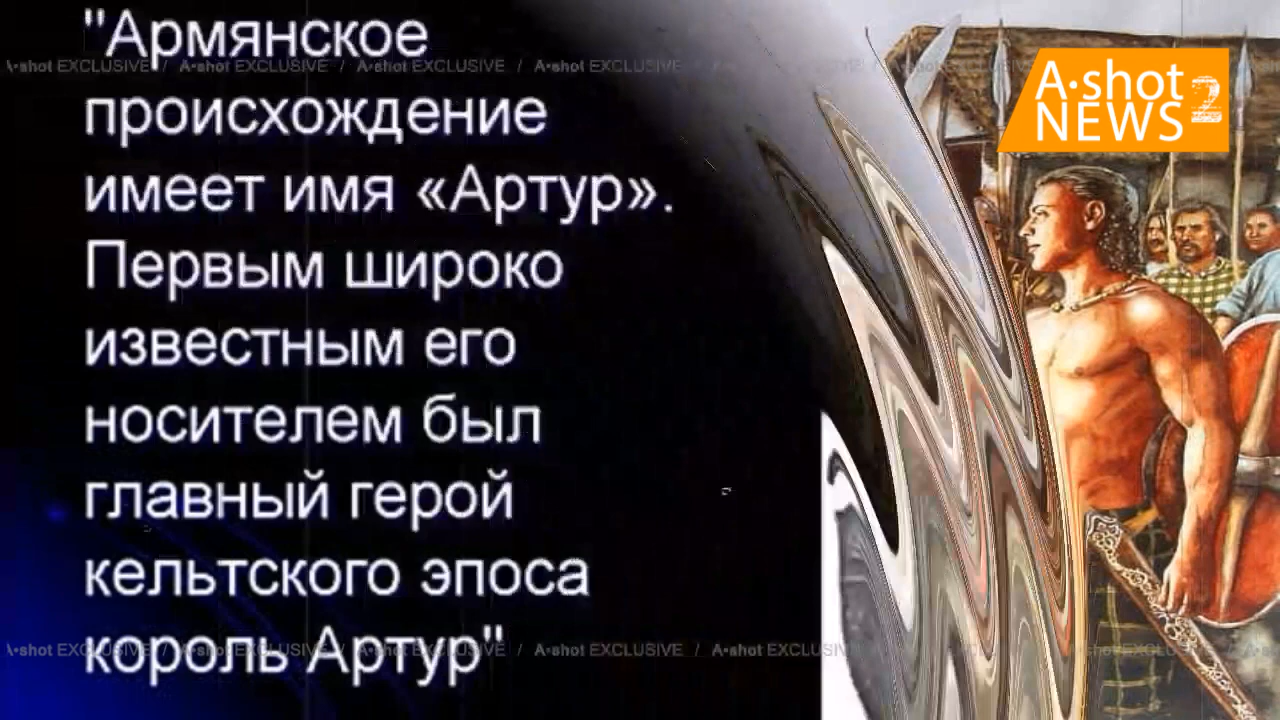 "Армянское
происхождение
имеет имя «Артур».
Первым широко
известным его
носителем был
главный герой
кельтского эпоса
король Артур"
A·shot
NEWS 2
A·shot EXCLUSIVE / A·shot EXCLUSIVE / A·shot EXCLUSIVE / A·shot EXCLUSIVE
A·shot EXCLUSIVE / A·shot EXCLUSIVE / A·shot EXCLUSIVE / A·shot EXCLUSIVE / A·shot EXCLUSIVE